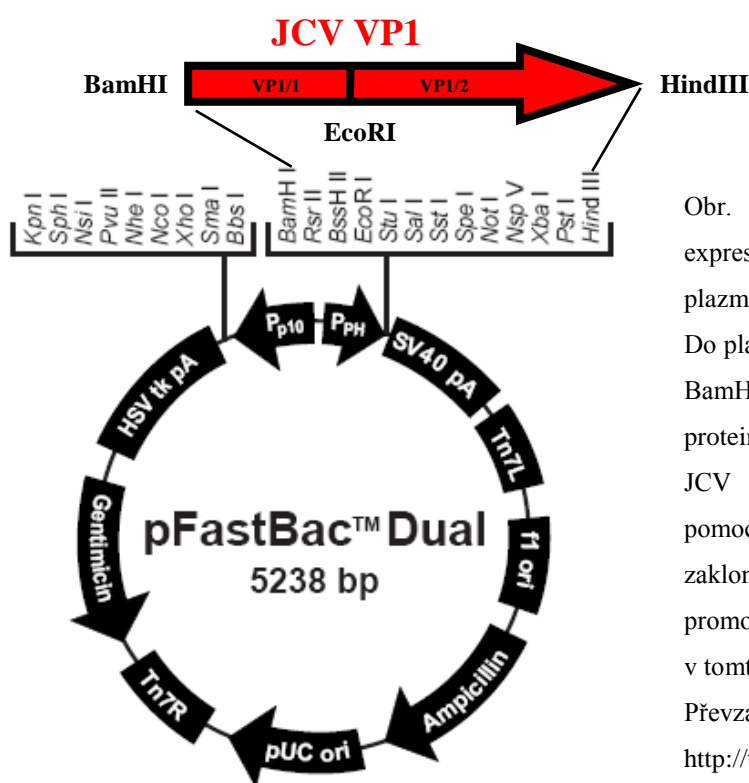 JCV VP1
BamHI VP1/1 VP1/2 HindIII
EcoRI
Kpn I
Sph I
Nsi I
Pvu II
Nhe I
Nco I
Xho I
Sma I
Bbs I
BamH I
Rsr II
BssH II
EcoR I
Stu I
Sal I
Sst I
Spe I
Not I
Nsp V
Xba I
Pst I
Hind III
Pp10
PPH
SV40 pA
Tn7L
f1 ori
Ampicillin
pUC ori
Tn7R
Gentimicin
HSV tk pA
pFastBac™ Dual
5238 bp
Obr.
expres
plazm
Do pla
BamH
protein
JCV
pomoc
zaklon
promo
v tomt
Převza
http://